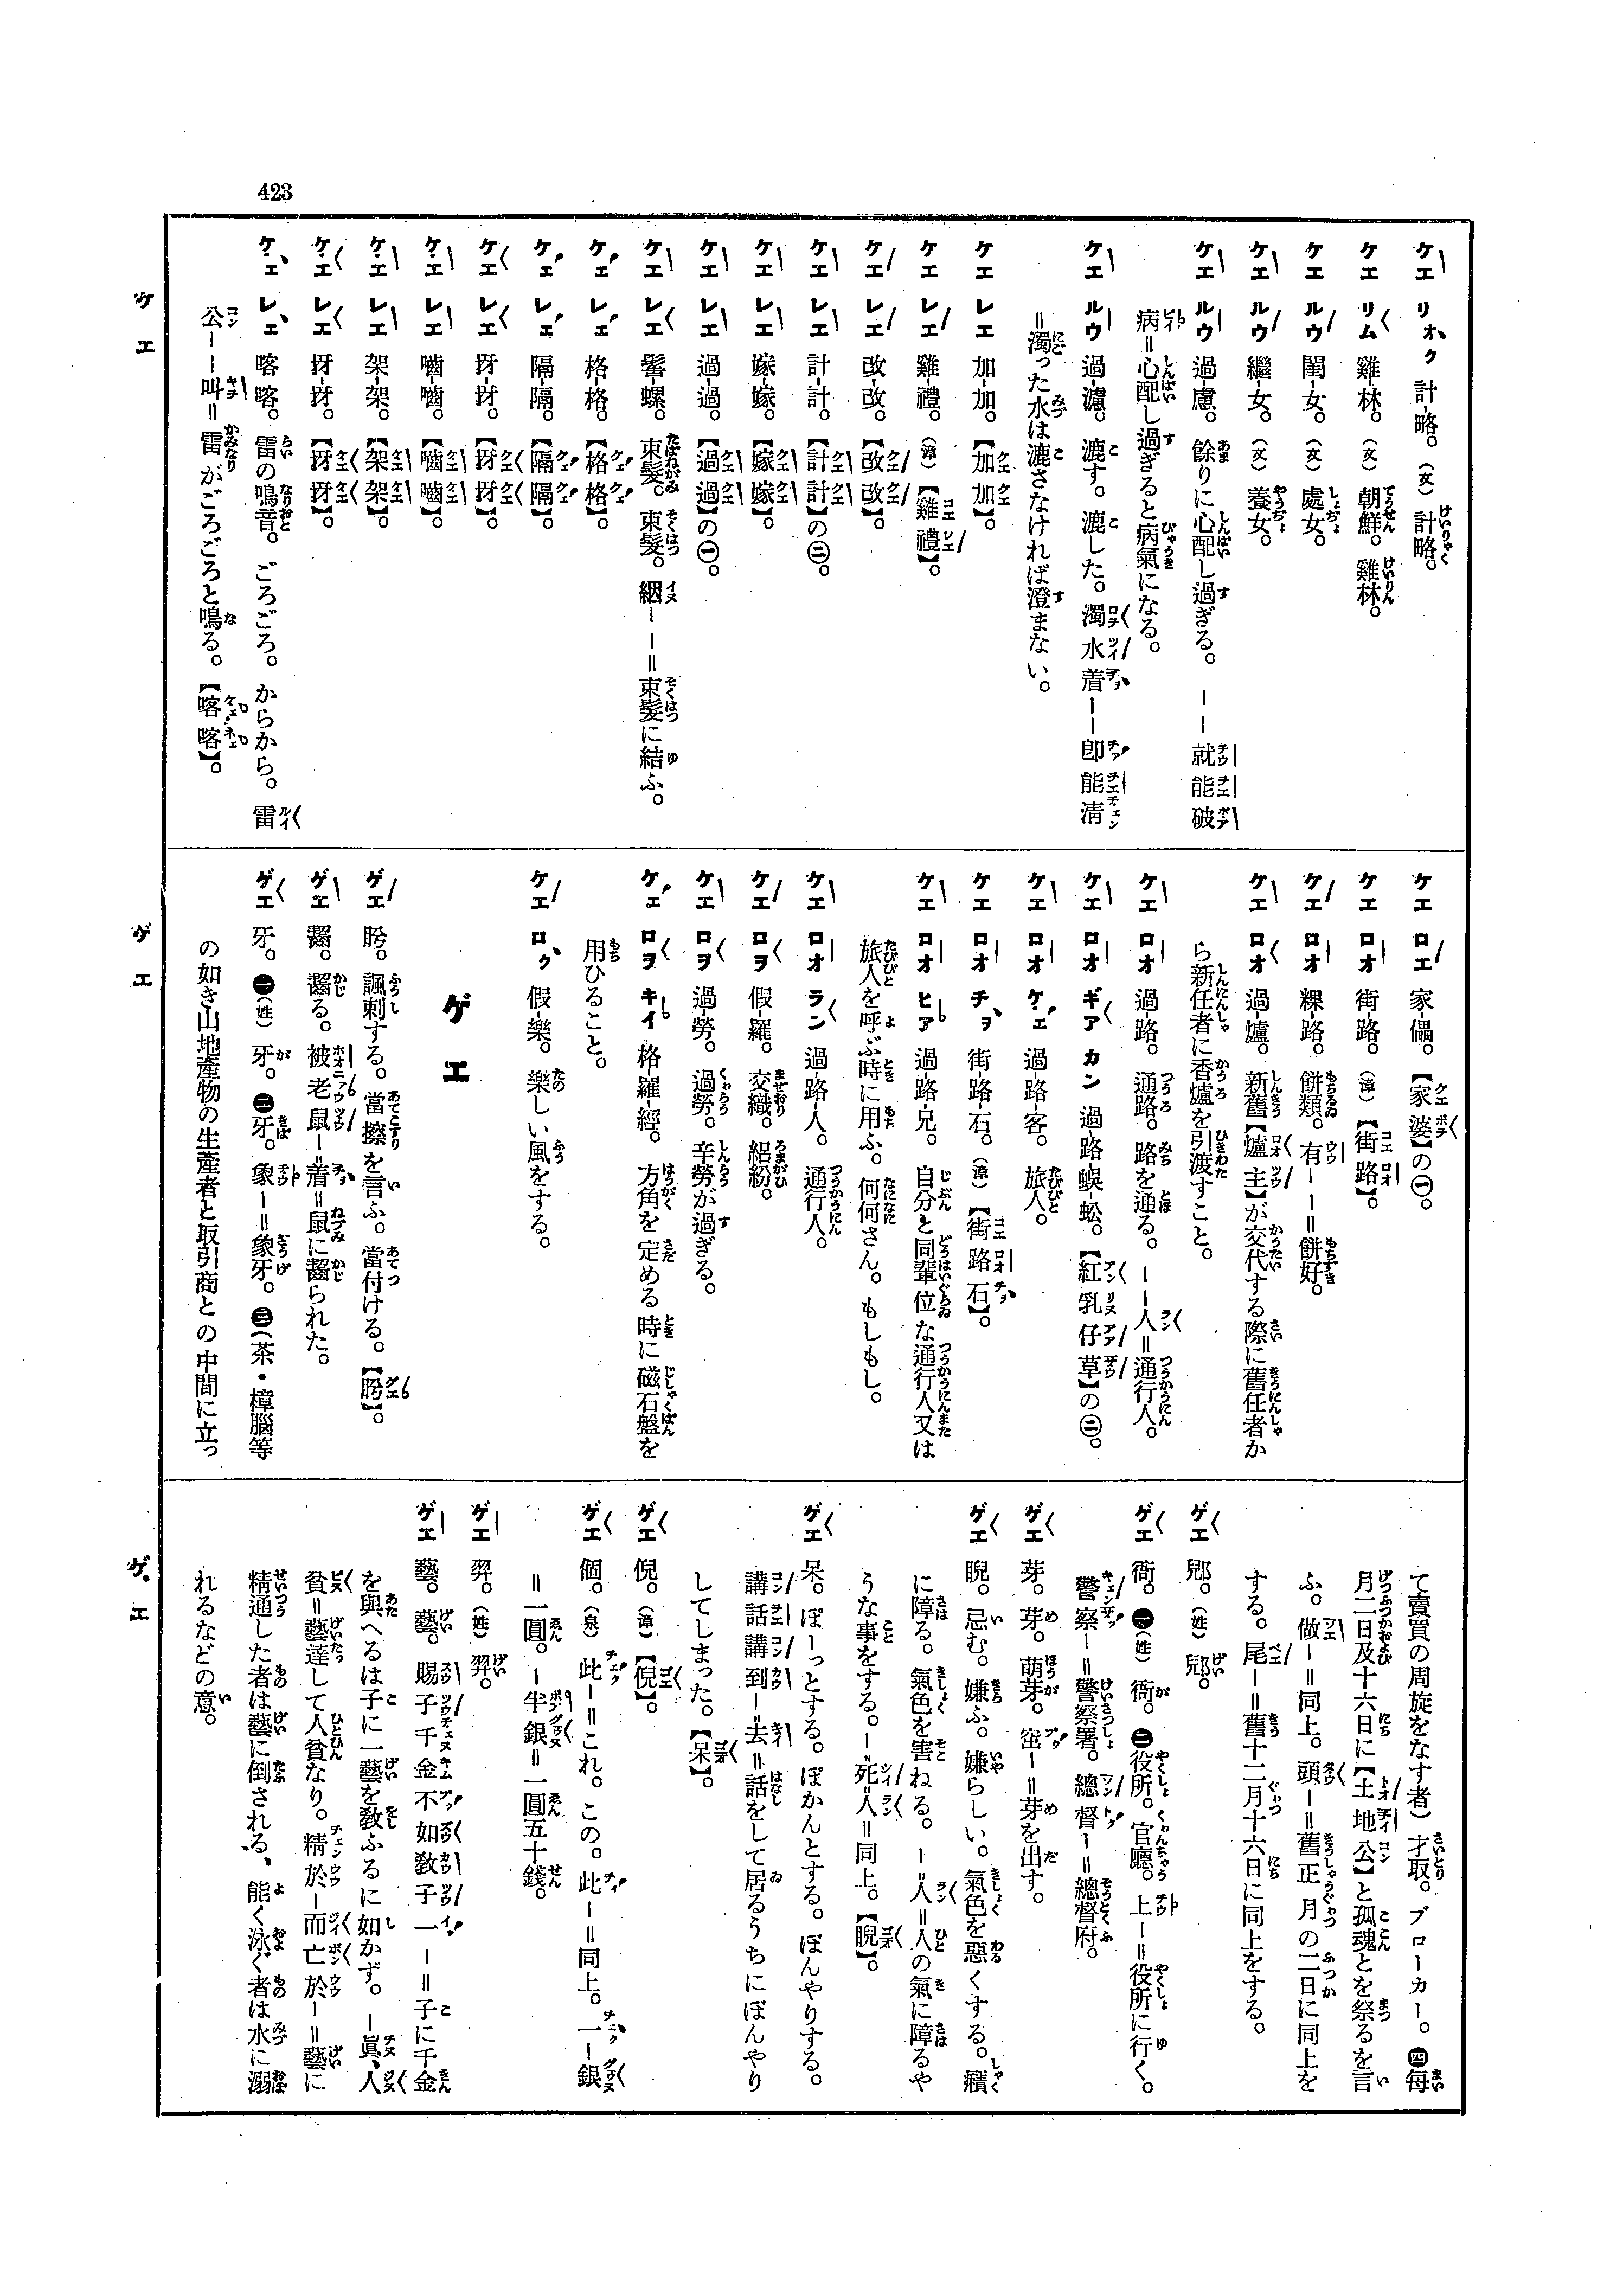 423
ケエ リオク 計-略。(文)計略。
ケエ リム 雞-林。(文)朝鮮。雞林。
ケエ ルウ 閨-女。(文)處女。
ケエ ルウ 繼-女。(文)養女。
ケエ ルウ 過-慮。餘りに心配し過ぎる。——就能破
病=心配し過ぎると病氣になる。
ケエ ルウ 過-濾。漉す。漉した。濁水着——卽能淸
=濁った水は漉さなければ澄まない。
ケエ レエ 加-加。【加加】。
ケエ レエ 雞-禮。(漳)【雞禮】。
ケエ レエ 改-改。【改改】。
ケエ レエ 計-計。【計計】の㊁。
ケエ レエ 嫁-嫁。【嫁嫁】。
ケエ レエ 過-過。【過過】の㊀。
ケエ レエ 髻-螺。束髮。束髮。絪——=束髮に結ふ。
ケェ レェ 格-格。【格格】。
ケェ レェ 隔-隔。【隔隔】。
ケエ レエ 掰-掰。【掰掰】。
ケエ レエ 嚙-嚙。【嚙嚙】。
ケエ レエ 架-架。【架架】。
ケエ レエ
ケェ レェ 喀喀。雷の鳴音。ごろごろ。からから。雷
公——叫=雷がごろごろと鳴る。【喀喀】。
ケエ ロエ 家-儡。【家婆】の㊀。
ケエ ロオ 街-路。(漳)【街路】。
ケエ ロオ 粿-路。餠類。有——=餠好。
ケエ ロオ 過-爐。新舊【爐主】が交代する際に舊任者か
ら新任者に香爐を引渡すこと。
ケエ ロオ 過-路。通路。路を通る。——人=通行人。
ケエ ロオ ギア カン 過-路-蜈-蚣。【紅乳仔草】の㊁。
ケエ ロオ ケェ 過-路-客。旅人。
ケエ ロオ チヲ 街-路-石。(漳)【街路石】。
ケエ ロオ ヒア 過-路-兄。自分と同輩位な通行人又は
旅人を呼ぶ時に用ふ。何何さん。もしもし。
ケエ ロオ ラン 過-路-人。通行人。
ケエ ロヲ 假-羅。交織。絽紛。
ケエ ロヲ 過-勞。過勞。辛勞が過ぎる。
ケェ ロヲ キイ 格-羅-經。方角を定める時に磁石盤を
用ひること。
ケエ ロク 假-樂。樂しい風をする。
ゲエ
ゲエ 盻。諷刺する。當擦を言ふ。當付ける。【盻】。
ゲエ 齧。齧る。被老鼠-=着=鼠に齧られた。
ゲエ 牙。㊀(姓)牙。㊁牙。象-=象牙。㊂(茶・樟腦等
の如き山地產物の生產者と取引商との中間に立っ
て賣買の周旋をなす者)才取。ブローカー。㊃每
月二日及十六日に【土地公】と孤魂とを祭るを言
ふ。做-=同上。頭-=舊正月の二日に同上を
する。尾-=舊十二月十六日に同上をする。
ゲエ 郳。(姓)郳。
ゲエ 衙。㊀(姓)衙。㊁役所。官廳。上-=役所に行く。
警察-=警察署。總督-=總督府。
ゲエ 芽。芽。萌芽。 -=芽を出す。
ゲエ 睨。忌む。嫌ふ。嫌らしい。氣色を惡くする。癪
に障る。氣色を害ねる。-=人=人の氣に障るや
うな事をする。-=死=人=同上。【睨】。
ゲエ 呆。ぽーっとする。ぽかんとする。ぼんやりする。
講話講到-=去=話をして居るうちにぼんやり
してしまった。【呆】。
ゲエ 倪。(漳)【倪】。
ゲエ 個。(泉)此-=これ。この。此-=同上。一-銀
=一圓。-半銀=一圓五十錢。
ゲエ 羿。(姓)羿。
ゲエ 藝。藝。賜子千金不如敎子一-=子に千金
を與へるは子に一藝を敎ふるに如かず。-眞、人
貧=藝達して人貧なり。精於-而亡於-=藝に
精通した者は藝に倒される、能く泳ぐ者は水に溺
れるなどの意。
ケエ
ゲエ
ゲエ